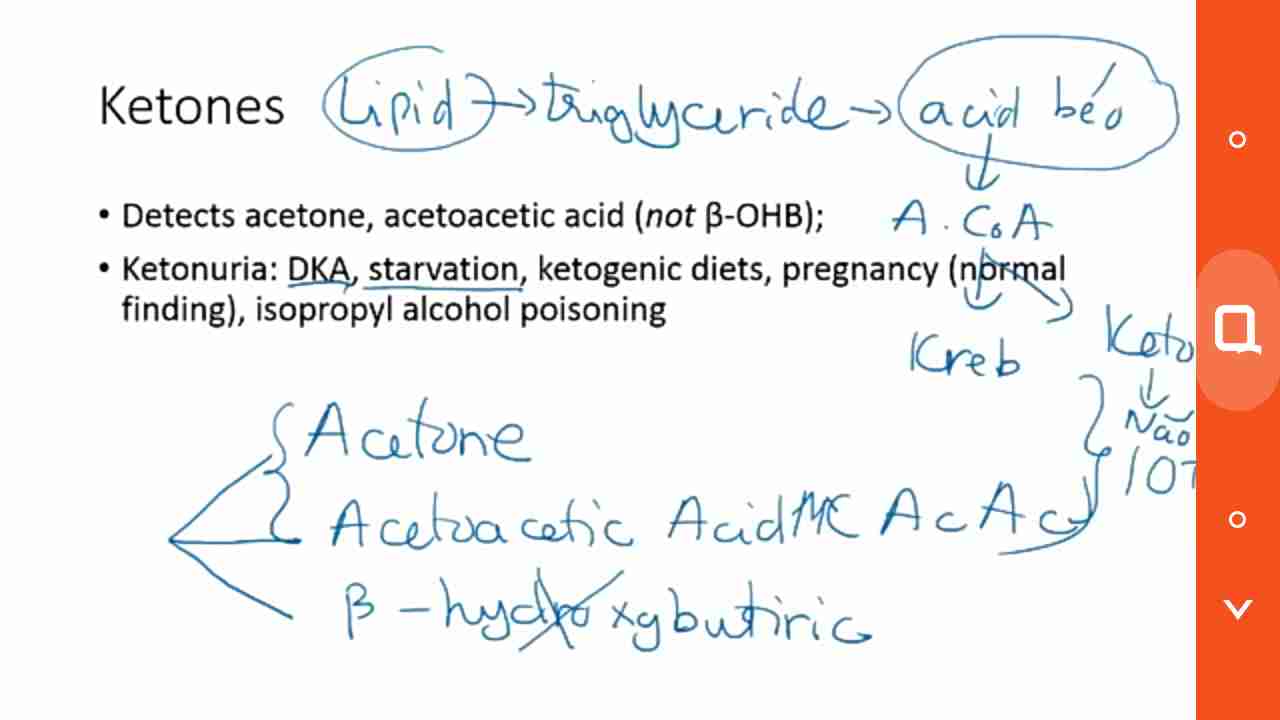 Ketones Lipid → triglyceride → acid béo
• Detects acetone, acetoacetic acid (not β-OHB); A.CoA
• Ketonuria: DKA, starvation, ketogenic diets, pregnancy (normal
finding), isopropyl alcohol poisoning
Keto
Kreb
Não
Acetone
10T
Acetoacetic Acid AcAc
β-hydroxybutiric